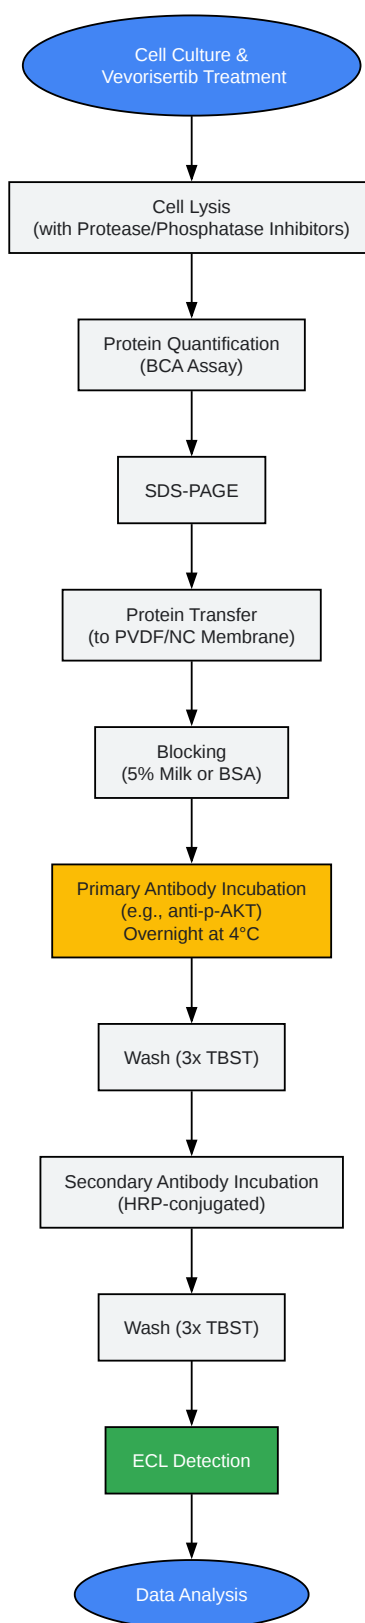 Cell Culture &
Vevorisertib Treatment
Cell Lysis
(with Protease/Phosphatase Inhibitors)
Protein Quantification
(BCA Assay)
SDS-PAGE
Protein Transfer
(to PVDF/NC Membrane)
Blocking
(5% Milk or BSA)
Primary Antibody Incubation
(e.g., anti-p-AKT)
Overnight at 4°C
Wash (3x TBST)
Secondary Antibody Incubation
(HRP-conjugated)
Wash (3x TBST)
ECL Detection
Data Analysis